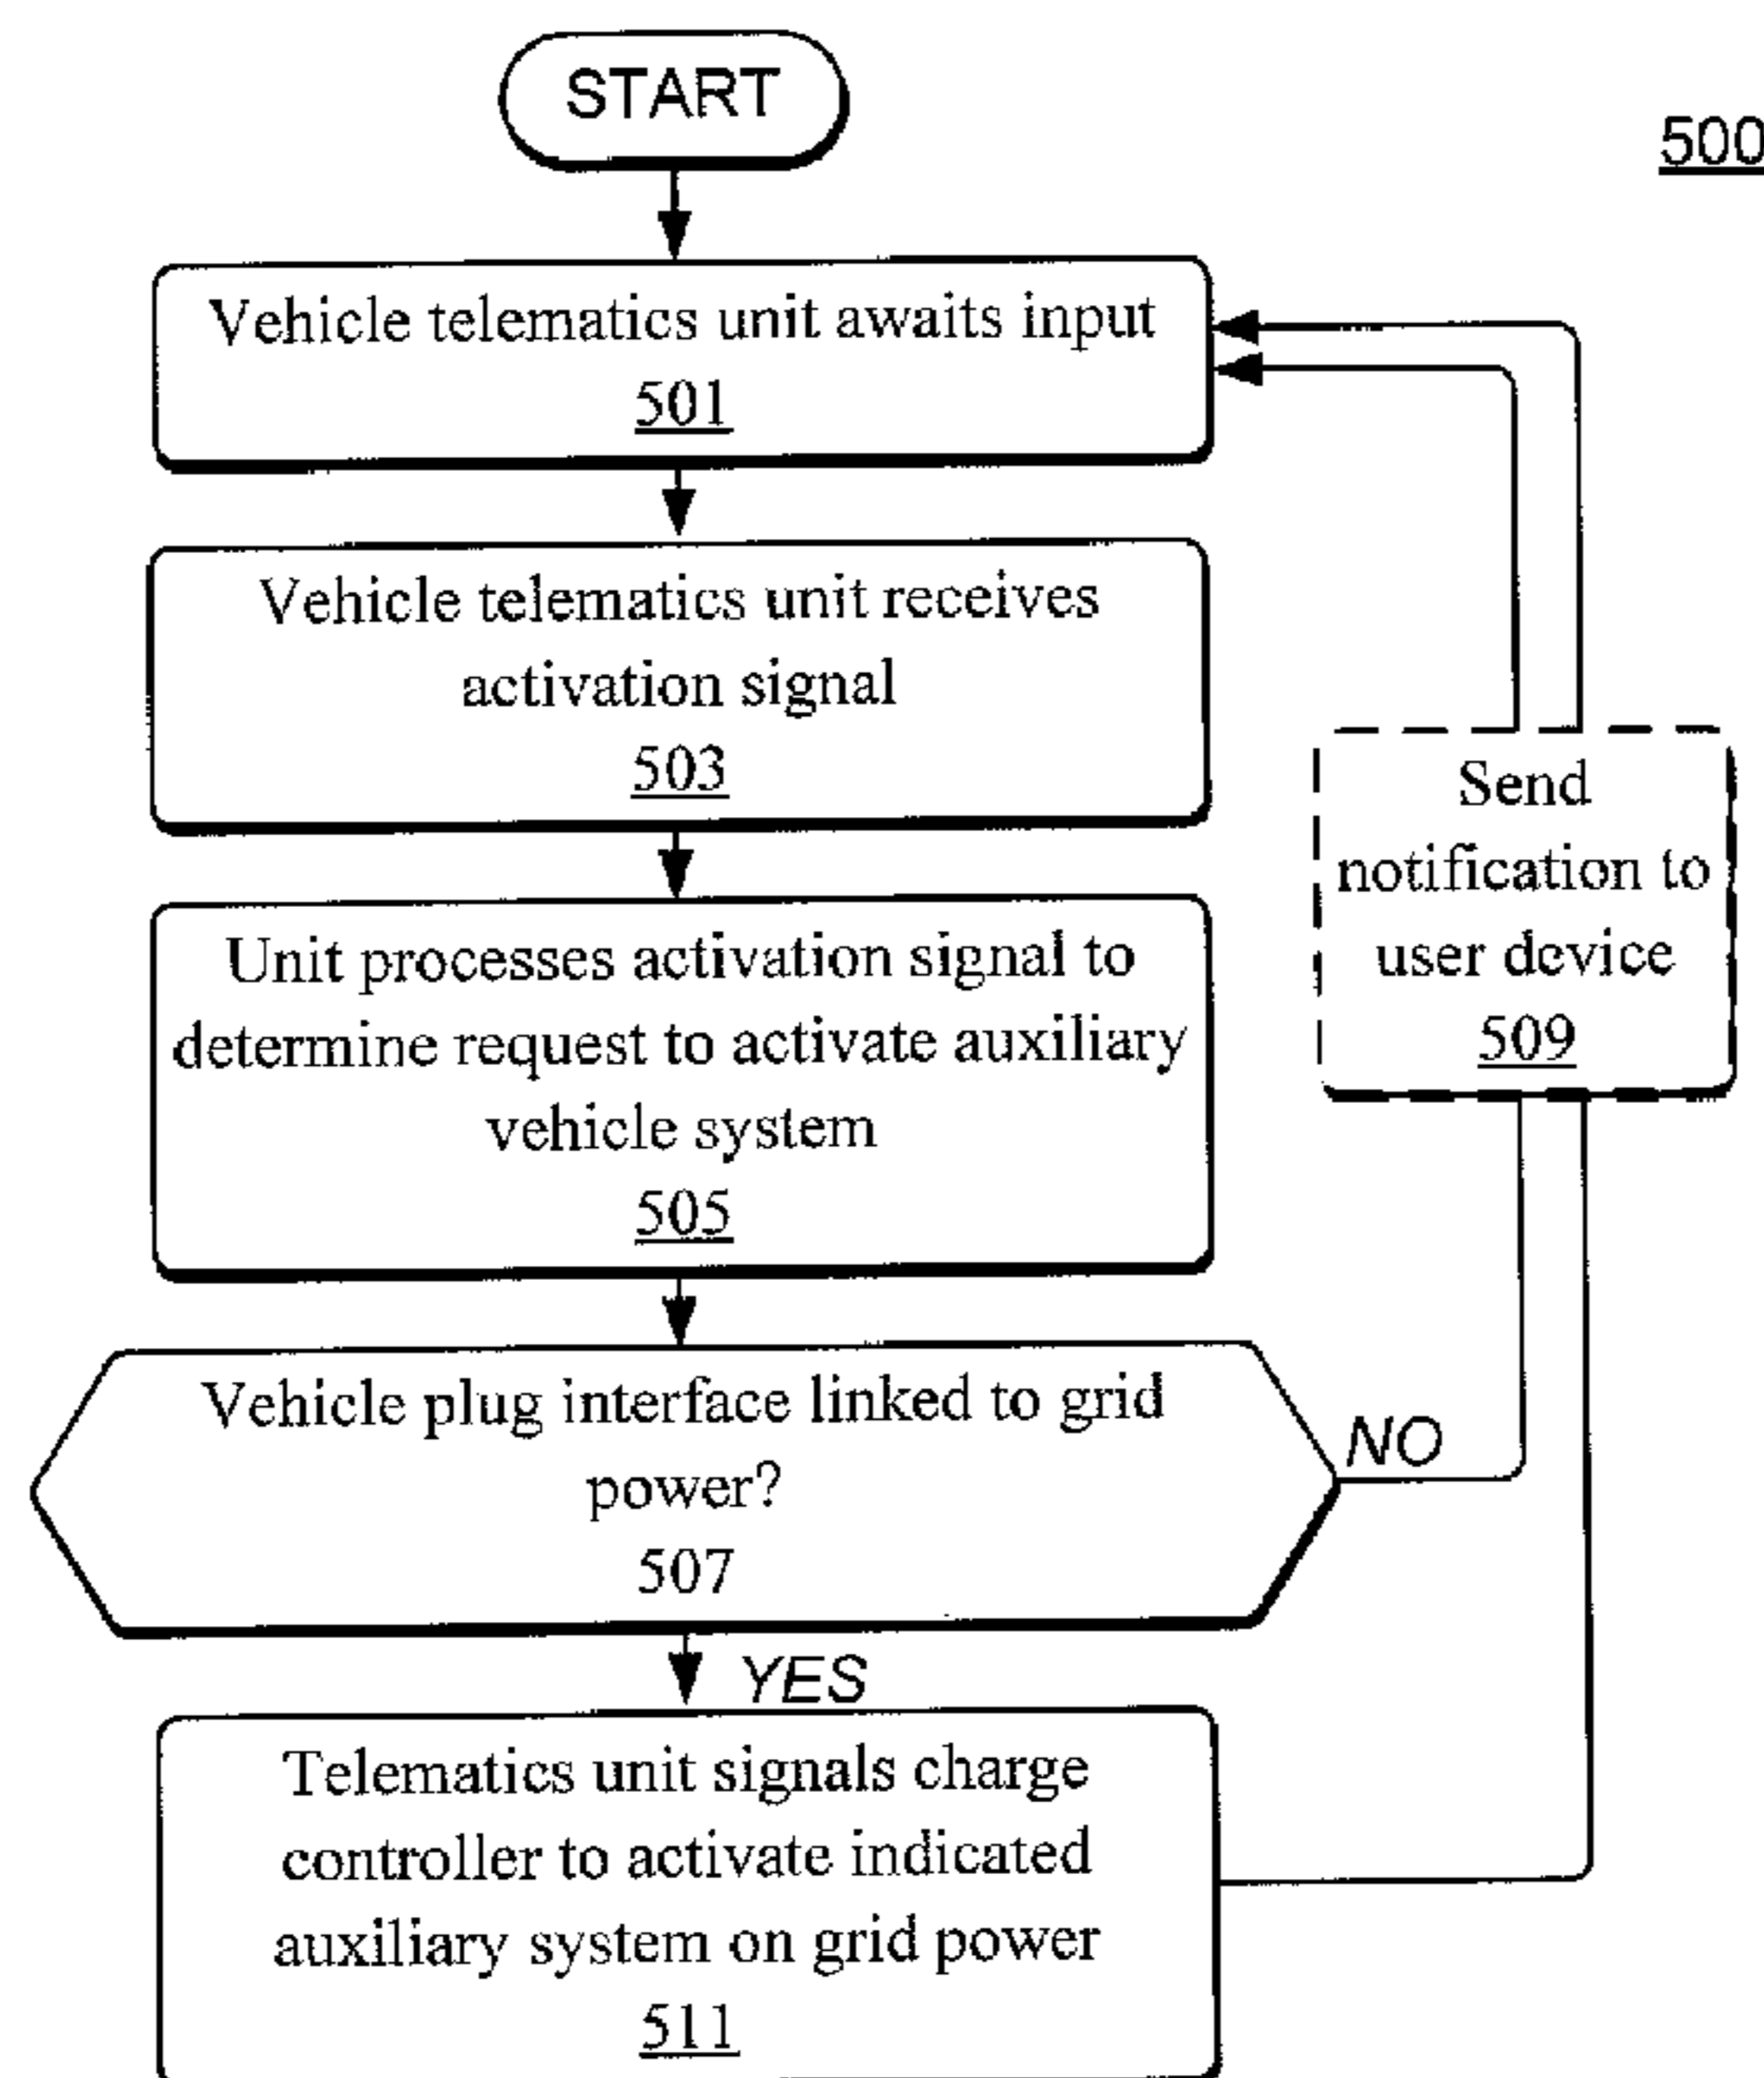 START
500
Vehicle telematics unit awaits input
501
Vehicle telematics unit receives
activation signal
503
Unit processes activation signal to
determine request to activate auxiliary
vehicle system
505
Send
notification to
user device
509
Vehicle plug interface linked to grid
power?
507
NO
YES
Telematics unit signals charge
controller to activate indicated
auxiliary system on grid power
511